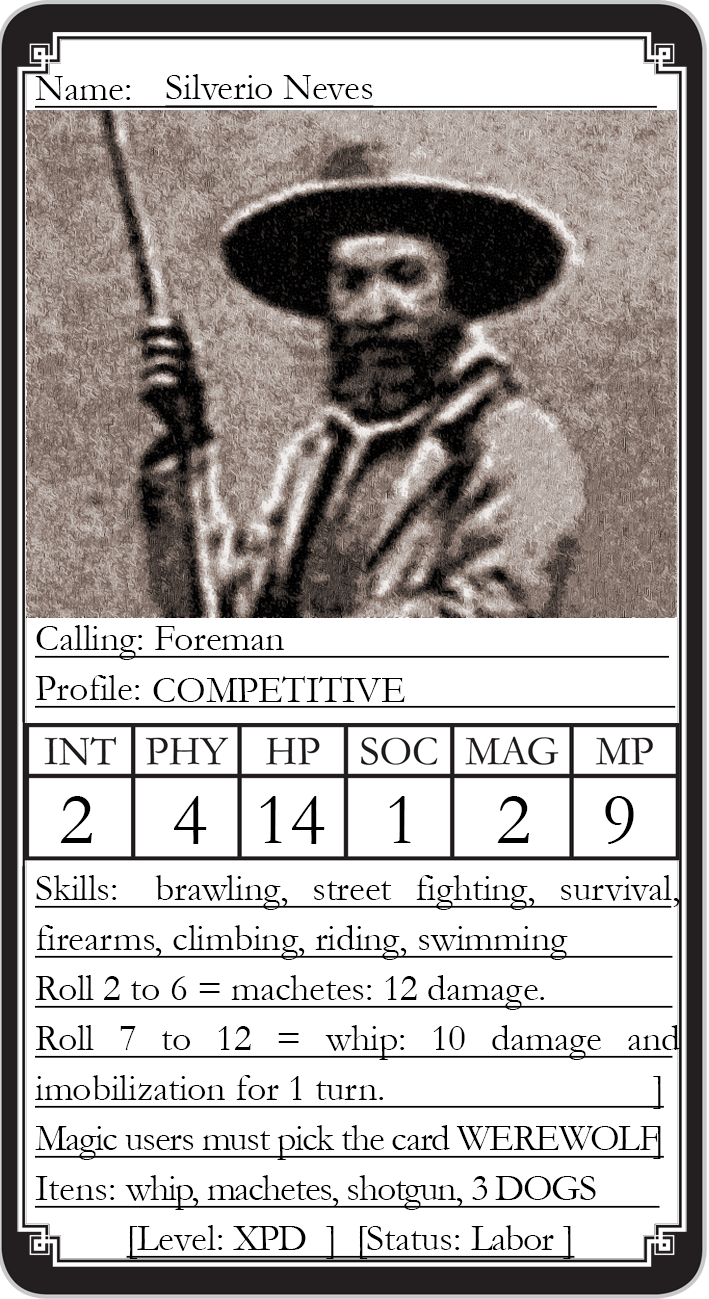 Name: Silverio Neves
Calling: Foreman
Profile: COMPETITIVE
INT PHY HP SOC MAG MP
2 4 14 1 2 9
Skills: brawling, street fighting, survival,
firearms, climbing, riding, swimming
Roll 2 to 6 = machetes: 12 damage.
Roll 7 to 12 = whip: 10 damage and
imobilization for 1 turn. ]
Magic users must pick the card WEREWOLF]
Itens: whip, machetes, shotgun, 3 DOGS
[Level: XPD ] [Status: Labor ]